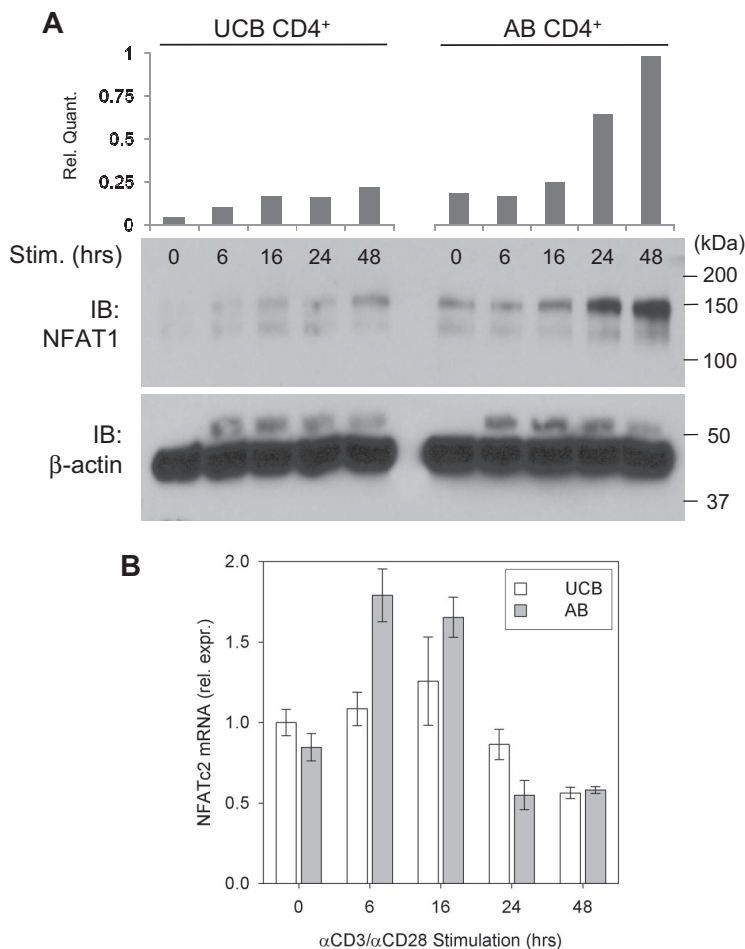 A
UCB CD4+
AB CD4+
Rel. Quant.
1
0.75
0.5
0.25
0
Stim. (hrs)
0 6 16 24 48
0 6 16 24 48
(kDa)
200
150
100
IB:
NFAT1
IB:
β-actin
50
37
B
NFATc2 mRNA (rel. expr.)
2.0
1.5
1.0
0.5
0.0
UCB
AB
0 6 16 24 48
αCD3/αCD28 Stimulation (hrs)